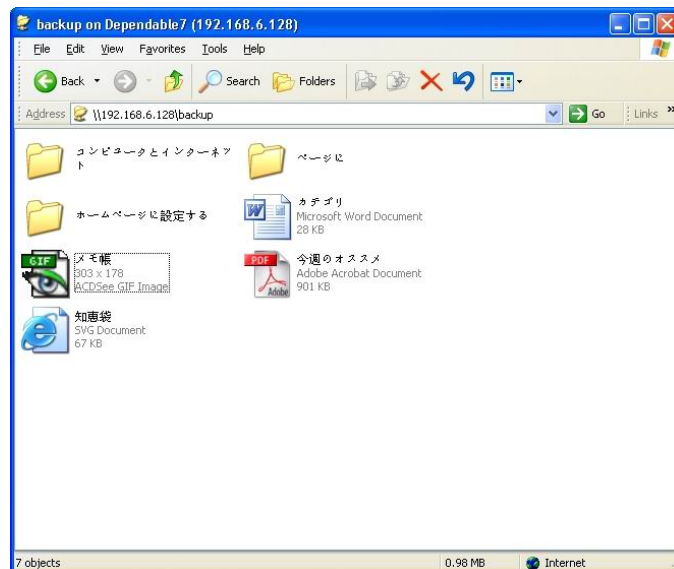 backup on Dependable7 (192.168.6.128)
File Edit View Favorites Tools Help
Back Search Folders
Address \\192.168.6.128\backup Go Links »
コンピュータとインターネッ
ト
ページに
ホームページに設定する
カテゴリ
Microsoft Word Document
28 KB
GIF
メモ帳
303 x 178
ACDSee GIF Image
PDF
Adobe
今週のオススメ
Adobe Acrobat Document
901 KB
知恵袋
SVG Document
67 KB
7 objects 0.98 MB Internet